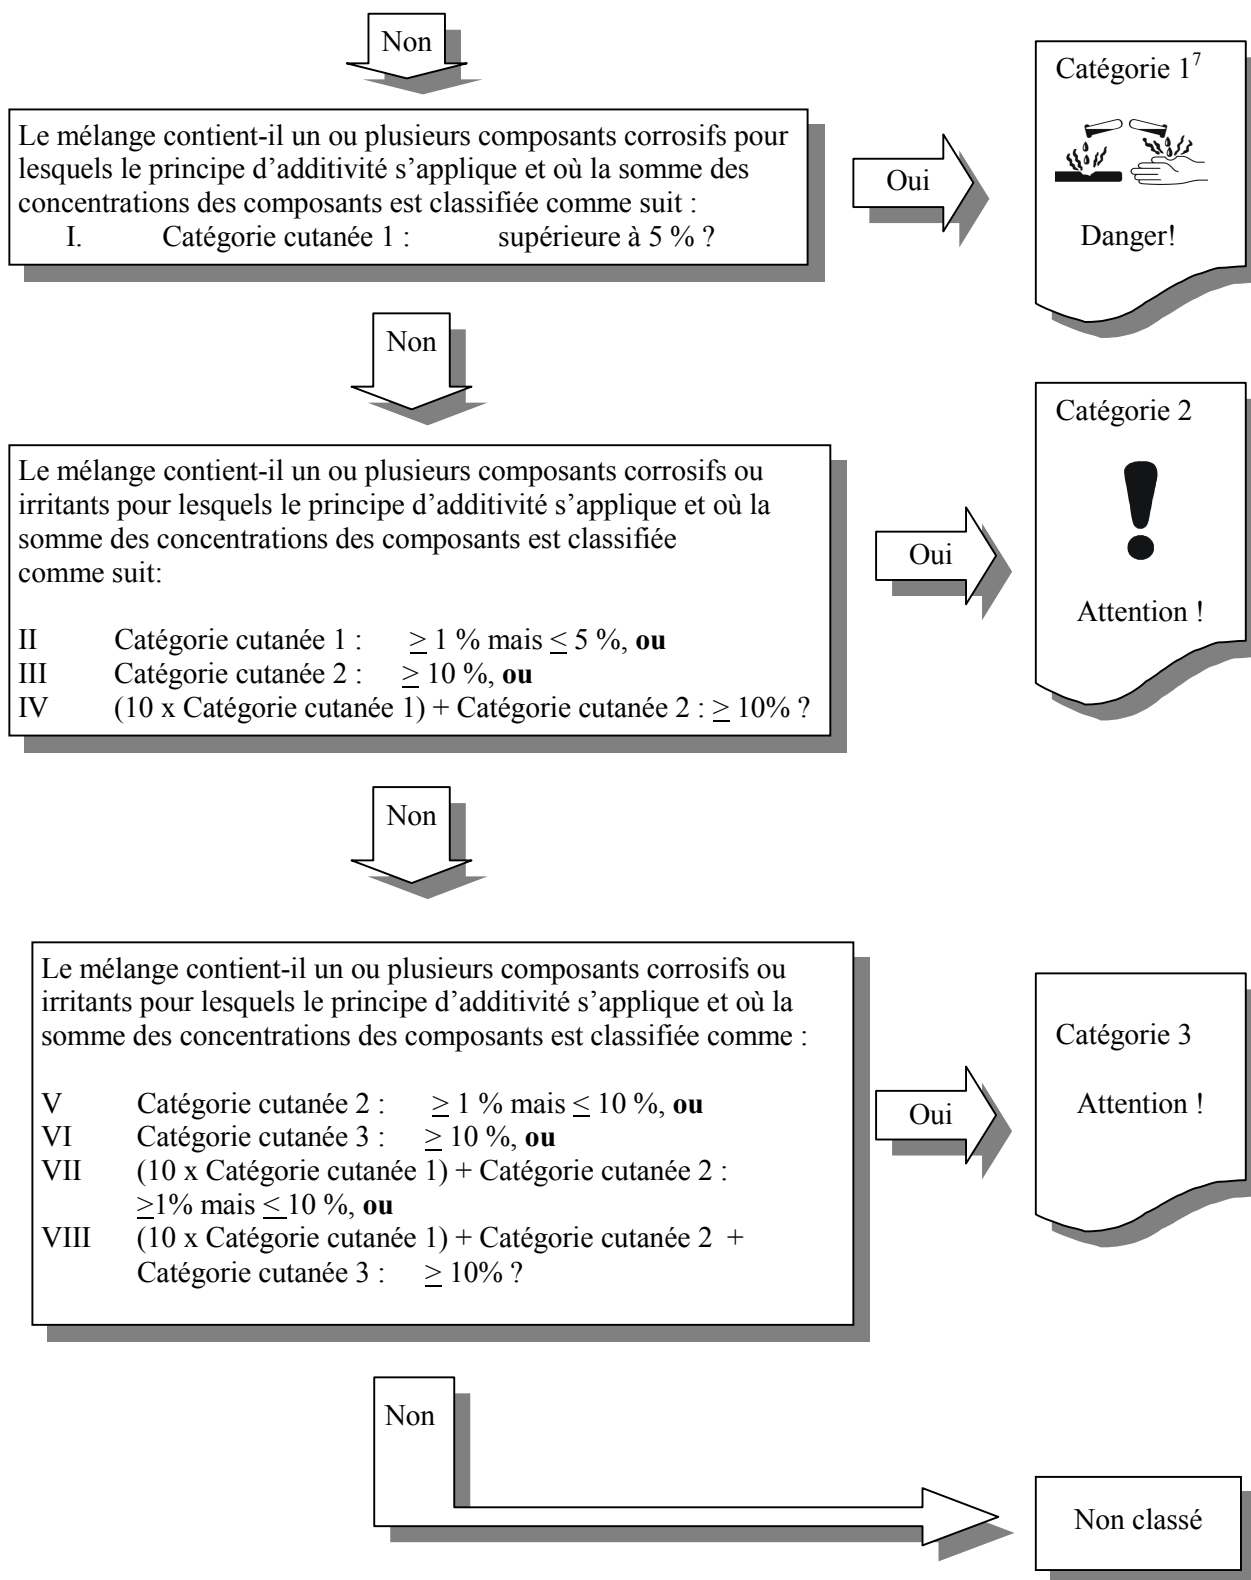 Non
Catégorie 1⁷
Le mélange contient-il un ou plusieurs composants corrosifs pour
lesquels le principe d’additivité s’applique et où la somme des
concentrations des composants est classifiée comme suit :
I. Catégorie cutanée 1 : supérieure à 5 % ?
Oui
Danger!
Non
Catégorie 2
Le mélange contient-il un ou plusieurs composants corrosifs ou
irritants pour lesquels le principe d’additivité s’applique et où la
somme des concentrations des composants est classifiée
comme suit:
II Catégorie cutanée 1 : ≥ 1 % mais ≤ 5 %, ou
III Catégorie cutanée 2 : ≥ 10 %, ou
IV (10 x Catégorie cutanée 1) + Catégorie cutanée 2 : ≥ 10% ?
Oui
Attention !
Non
Le mélange contient-il un ou plusieurs composants corrosifs ou
irritants pour lesquels le principe d’additivité s’applique et où la
somme des concentrations des composants est classifiée comme :
V Catégorie cutanée 2 : ≥ 1 % mais ≤ 10 %, ou
VI Catégorie cutanée 3 : ≥ 10 %, ou
VII (10 x Catégorie cutanée 1) + Catégorie cutanée 2 :
≥1% mais ≤ 10 %, ou
VIII (10 x Catégorie cutanée 1) + Catégorie cutanée 2 +
Catégorie cutanée 3 : ≥ 10% ?
Oui
Catégorie 3
Attention !
Non
Non classé